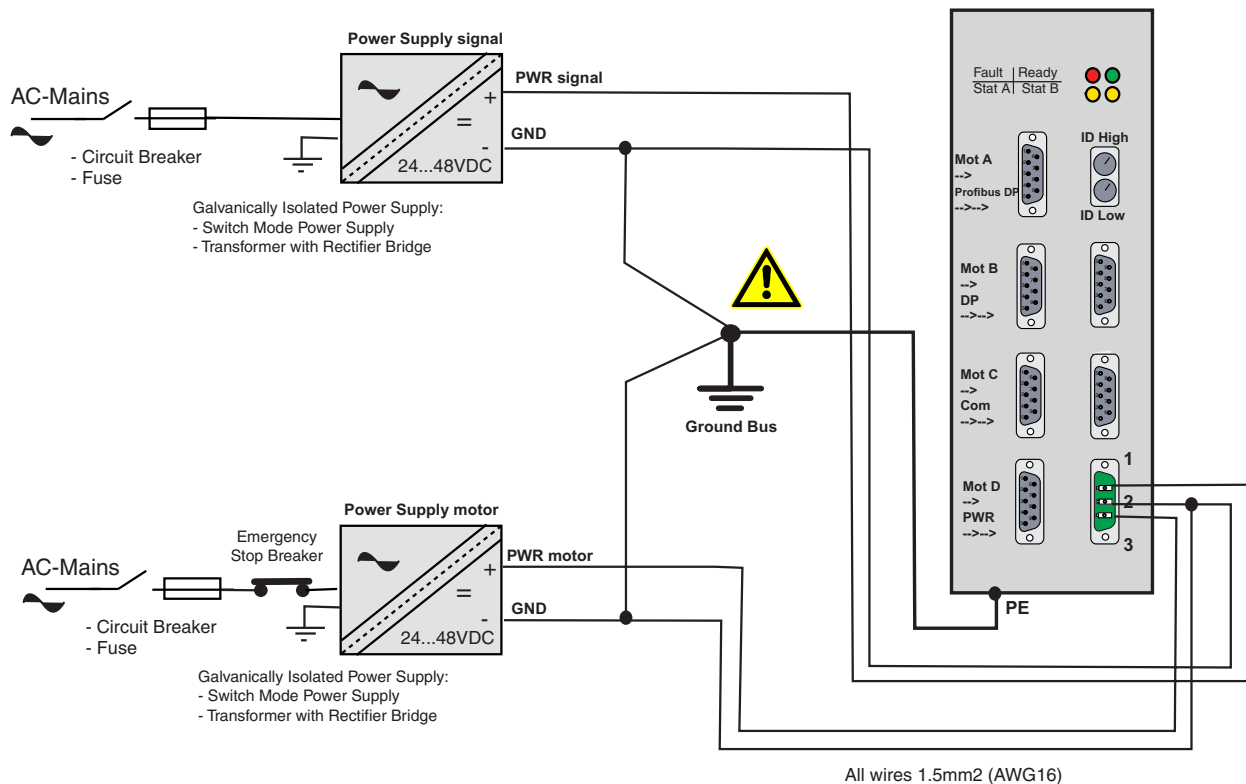 Power Supply signal
AC-Mains
- Circuit Breaker
- Fuse
PWR signal
+
=
GND
-
24...48VDC
Galvanically Isolated Power Supply:
- Switch Mode Power Supply
- Transformer with Rectifier Bridge
Ground Bus
Power Supply motor
Emergency
Stop Breaker
AC-Mains
- Circuit Breaker
- Fuse
PWR motor
+
=
GND
-
24...48VDC
Galvanically Isolated Power Supply:
- Switch Mode Power Supply
- Transformer with Rectifier Bridge
Fault | Ready
Stat A | Stat B
ID High
ID Low
Mot A
-->
Profibus DP
-->-->
Mot B
-->
DP
-->-->
Mot C
-->
Com
-->-->
Mot D
-->
PWR
-->-->
1
2
3
PE
All wires 1.5mm2 (AWG16)